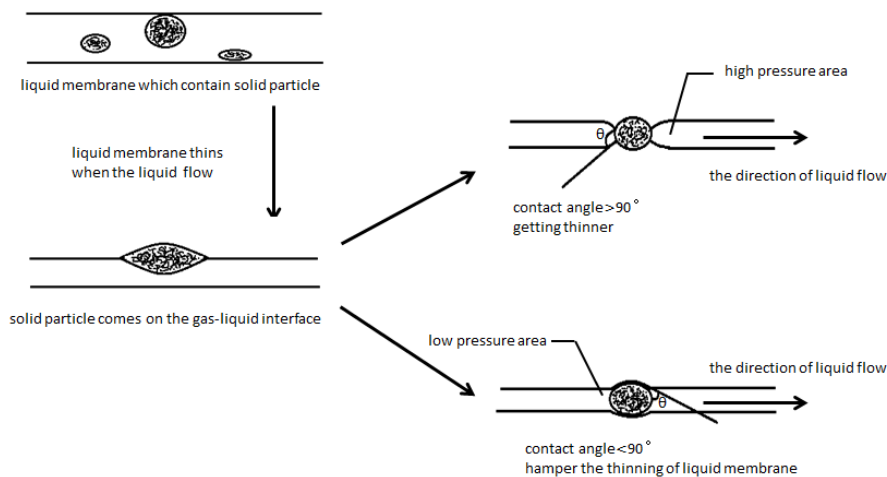 liquid membrane which contain solid particle
liquid membrane thins
when the liquid flow
solid particle comes on the gas-liquid interface
high pressure area
θ
the direction of liquid flow
contact angle>90°
getting thinner
low pressure area
the direction of liquid flow
θ
contact angle<90°
hamper the thinning of liquid membrane